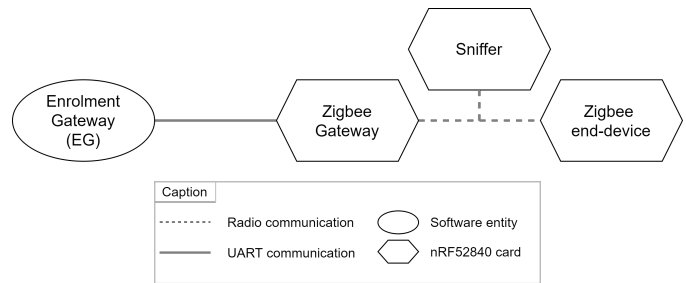 Sniffer
Enrolment
Gateway
(EG)
Zigbee
Gateway
Zigbee
end-device
Caption
Radio communication
Software entity
UART communication
nRF52840 card